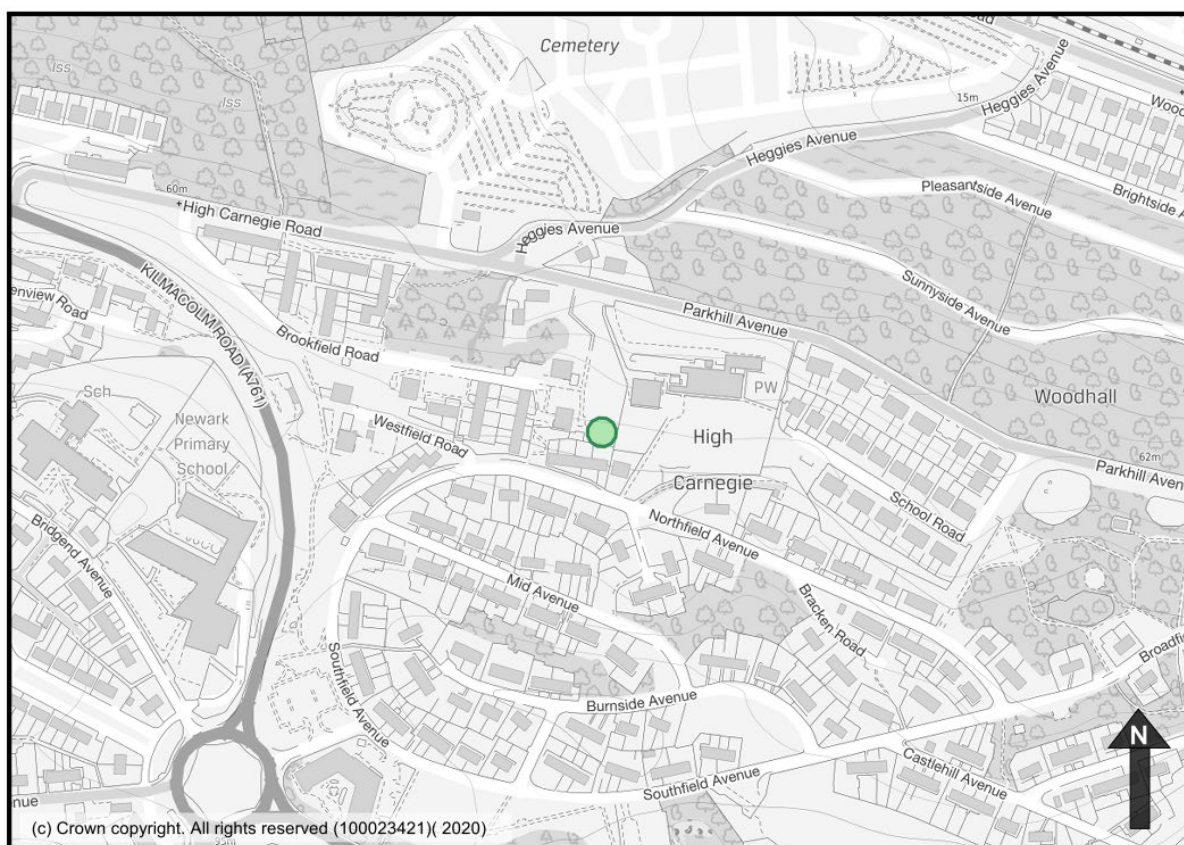 Cemetery
Iss
Iss
Heggies Avenue
15m
Heggies Avenue
Heggies Avenue
Pleasantside Avenue
Brightside A
60m
High Carnegie Road
Heggies Avenue
Sunnyside Avenue
KILMACOLM ROAD (A761)
enview Road
Brookfield Road
Parkhill Avenue
PW
Woodhall
Sch
Newark
Primary
School
Westfield Road
High
Carnegie
62m
Parkhill Aven
School Road
Bridgend Avenue
Northfield Avenue
Mid Avenue
Bracken Road
Southfield Avenue
Burnside Avenue
Broadfie
N
Castlehill Avenue
Southfield Avenue
nue
(c) Crown copyright. All rights reserved (100023421)( 2020)